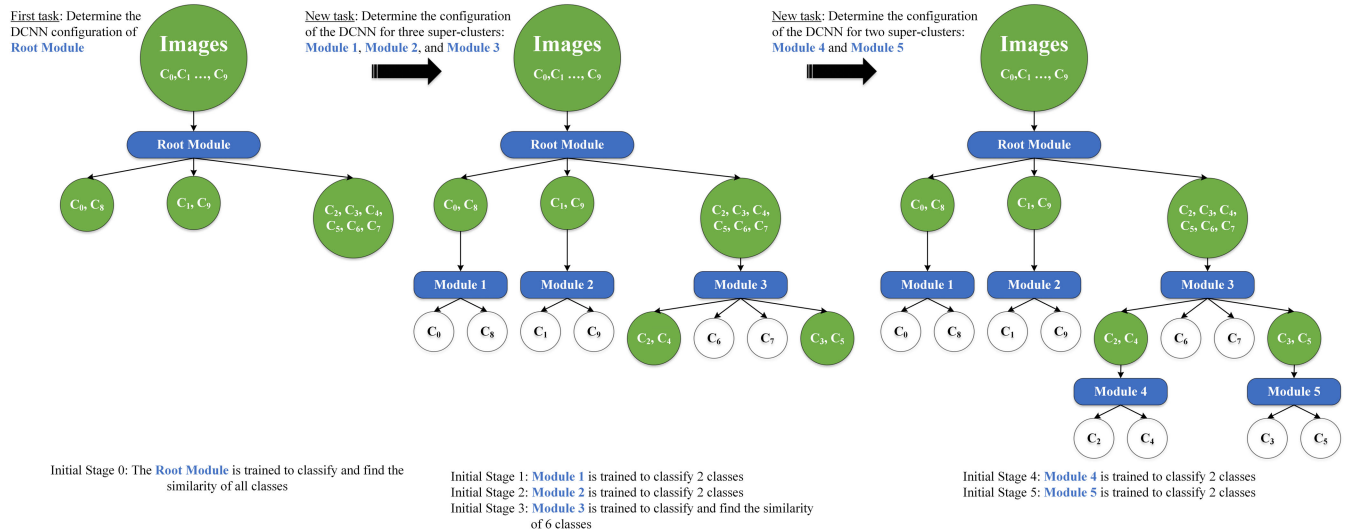 First task: Determine the
DCNN configuration of
Root Module
Images
C₀,C₁ ..., C₉
Root Module
C₀, C₈
C₁, C₉
C₂, C₃, C₄,
C₅, C₆, C₇
Initial Stage 0: The Root Module is trained to classify and find the
similarity of all classes
New task: Determine the configuration
of the DCNN for three super-clusters:
Module 1, Module 2, and Module 3
Images
C₀,C₁ ..., C₉
Root Module
C₀, C₈
C₁, C₉
C₂, C₃, C₄,
C₅, C₆, C₇
Module 1
Module 2
Module 3
C₀
C₈
C₁
C₉
C₂, C₄
C₆
C₇
C₃, C₅
Initial Stage 1: Module 1 is trained to classify 2 classes
Initial Stage 2: Module 2 is trained to classify 2 classes
Initial Stage 3: Module 3 is trained to classify and find the similarity
of 6 classes
New task: Determine the configuration
of the DCNN for two super-clusters:
Module 4 and Module 5
Images
C₀,C₁ ..., C₉
Root Module
C₀, C₈
C₁, C₉
C₂, C₃, C₄,
C₅, C₆, C₇
Module 1
Module 2
Module 3
C₀
C₈
C₁
C₉
C₂, C₄
C₆
C₇
C₃, C₅
Module 4
Module 5
C₂
C₄
C₃
C₅
Initial Stage 4: Module 4 is trained to classify 2 classes
Initial Stage 5: Module 5 is trained to classify 2 classes